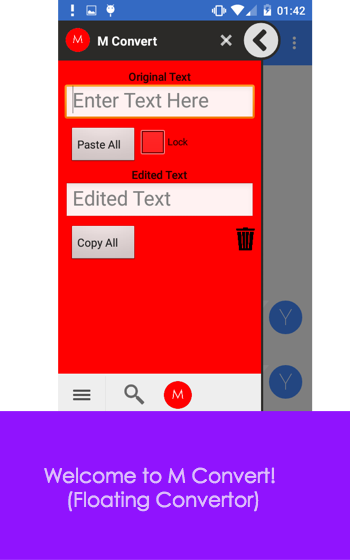 01:42
M M Convert
Original Text
Enter Text Here
Paste All
Lock
Edited Text
Edited Text
Copy All
Y
Y
M
Welcome to M Convert!
(Floating Convertor)